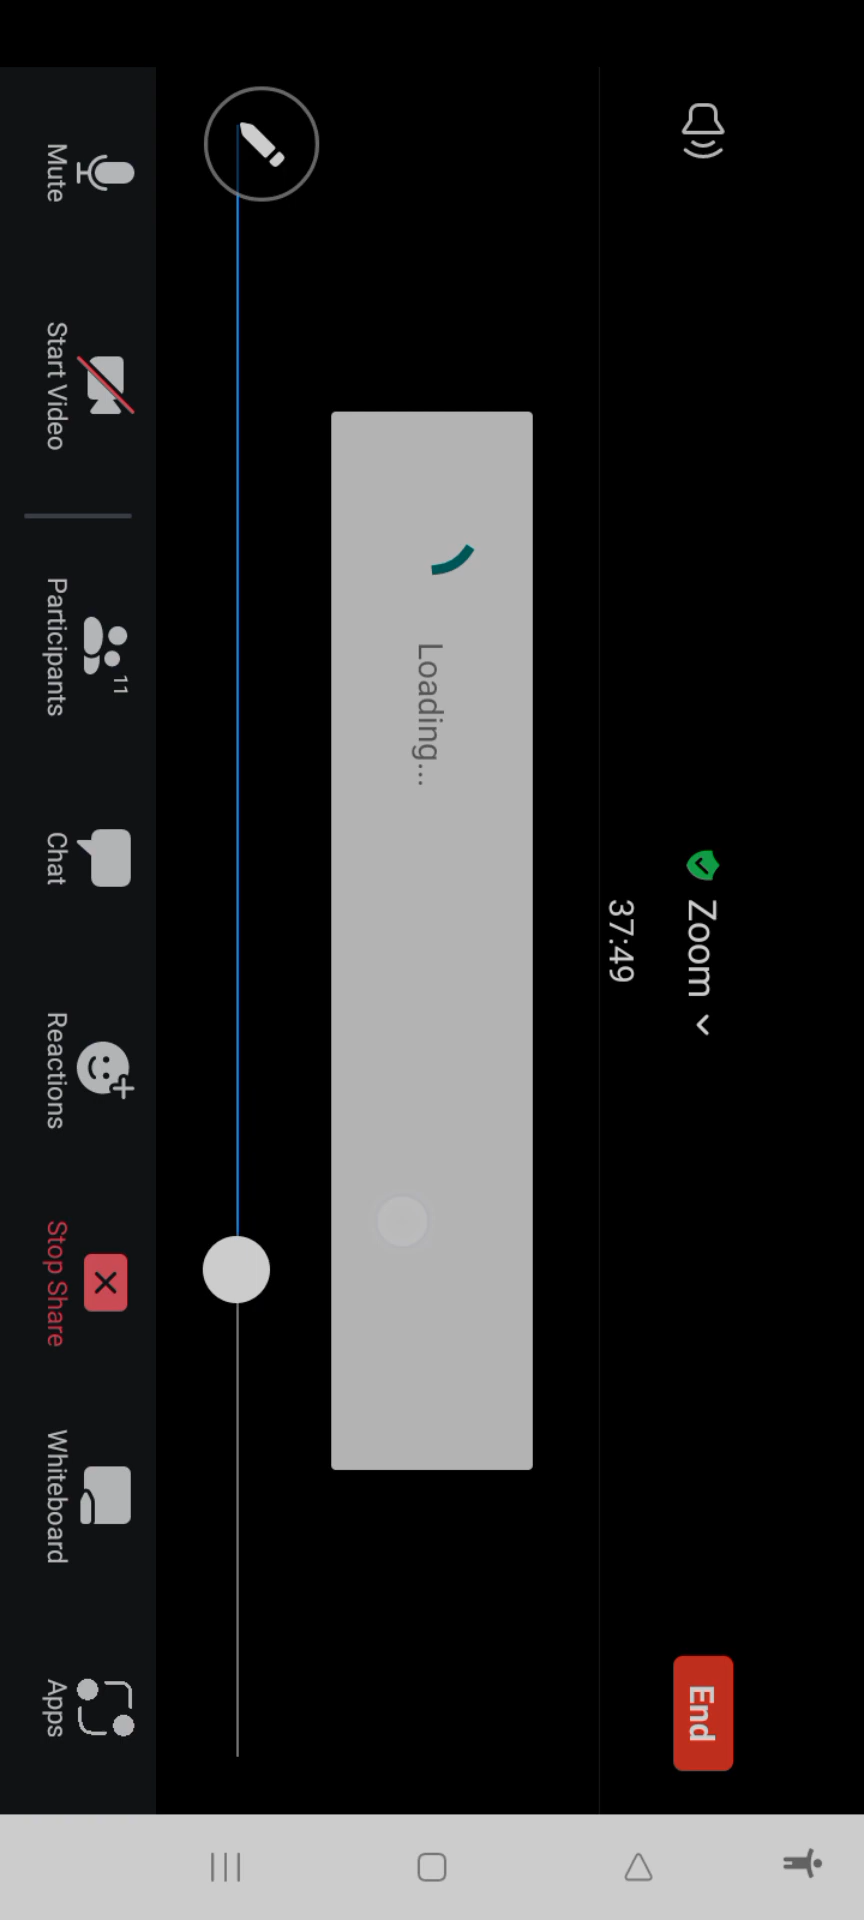 Zoom
37:49
End
Loading...
Mute
Start Video
11
Participants
Chat
Reactions
Stop Share
Whiteboard
Apps